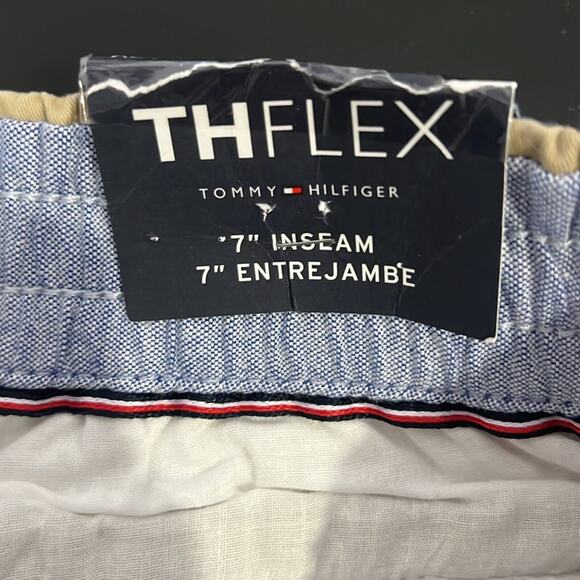 THFLEX
TOMMY HILFIGER
7" INSEAM
7" ENTREJAMBE